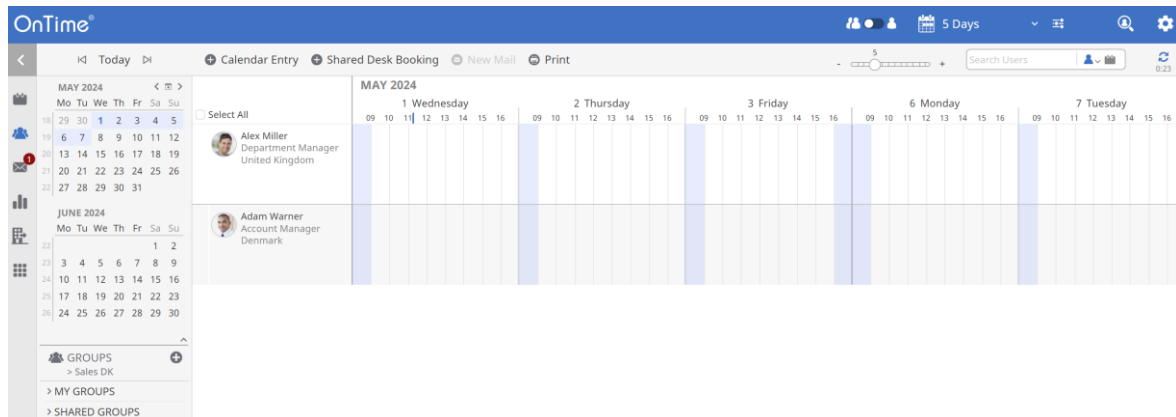 OnTime®
5 Days
Today
Calendar Entry Shared Desk Booking New Mail Print
- 5 +
Search Users
0:23
MAY 2024
Mo Tu We Th Fr Sa Su
18 29 30 1 2 3 4 5
19 6 7 8 9 10 11 12
20 13 14 15 16 17 18 19
21 20 21 22 23 24 25 26
22 27 28 29 30 31
1
JUNE 2024
Mo Tu We Th Fr Sa Su
22 1 2
23 3 4 5 6 7 8 9
24 10 11 12 13 14 15 16
25 17 18 19 20 21 22 23
26 24 25 26 27 28 29 30
GROUPS
> Sales DK
> MY GROUPS
> SHARED GROUPS
MAY 2024
1 Wednesday 2 Thursday 3 Friday 6 Monday 7 Tuesday
Select All
09 10 11 12 13 14 15 16 09 10 11 12 13 14 15 16 09 10 11 12 13 14 15 16 09 10 11 12 13 14 15 16 09 10 11 12 13 14 15 16
Alex Miller
Department Manager
United Kingdom
Adam Warner
Account Manager
Denmark